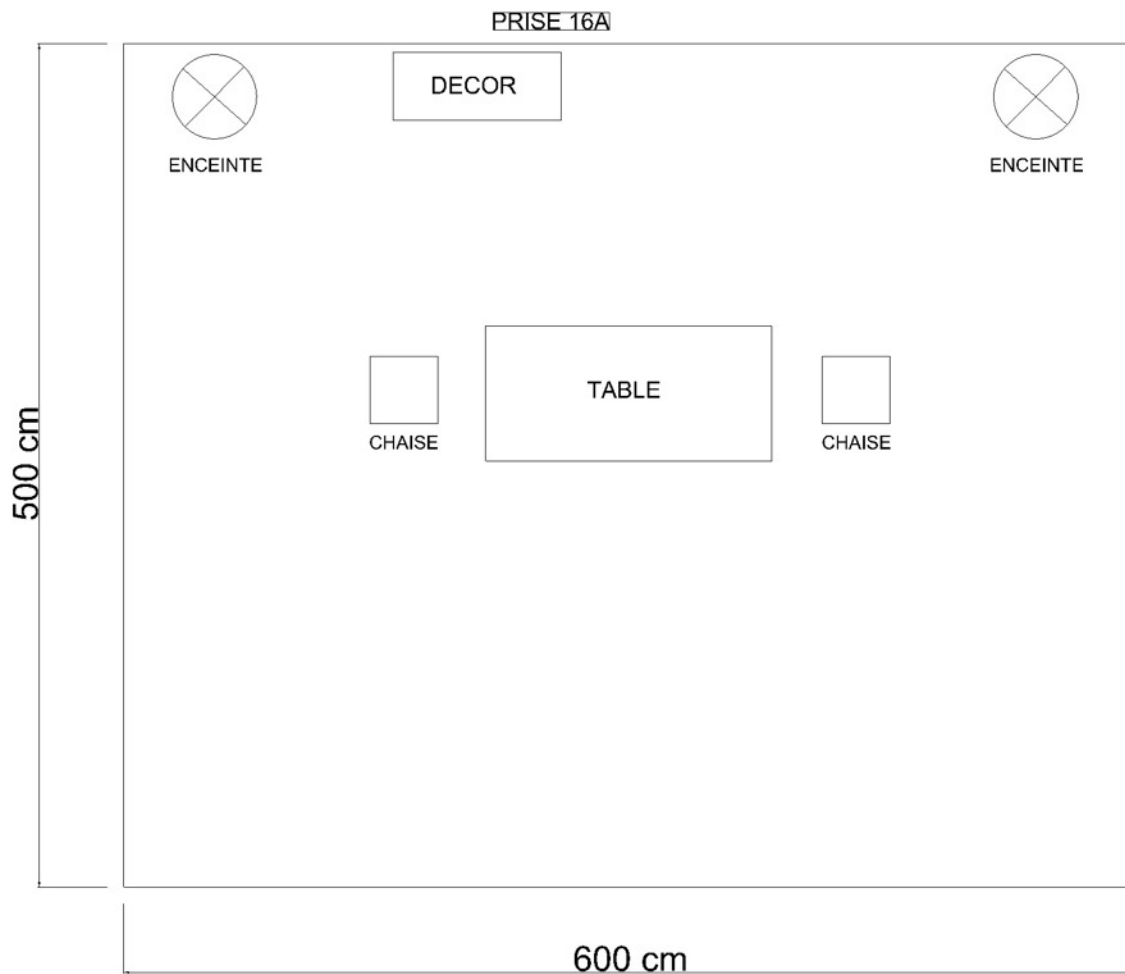 PRISE 16A
DECOR
ENCEINTE
ENCEINTE
TABLE
CHAISE
CHAISE
500 cm
600 cm